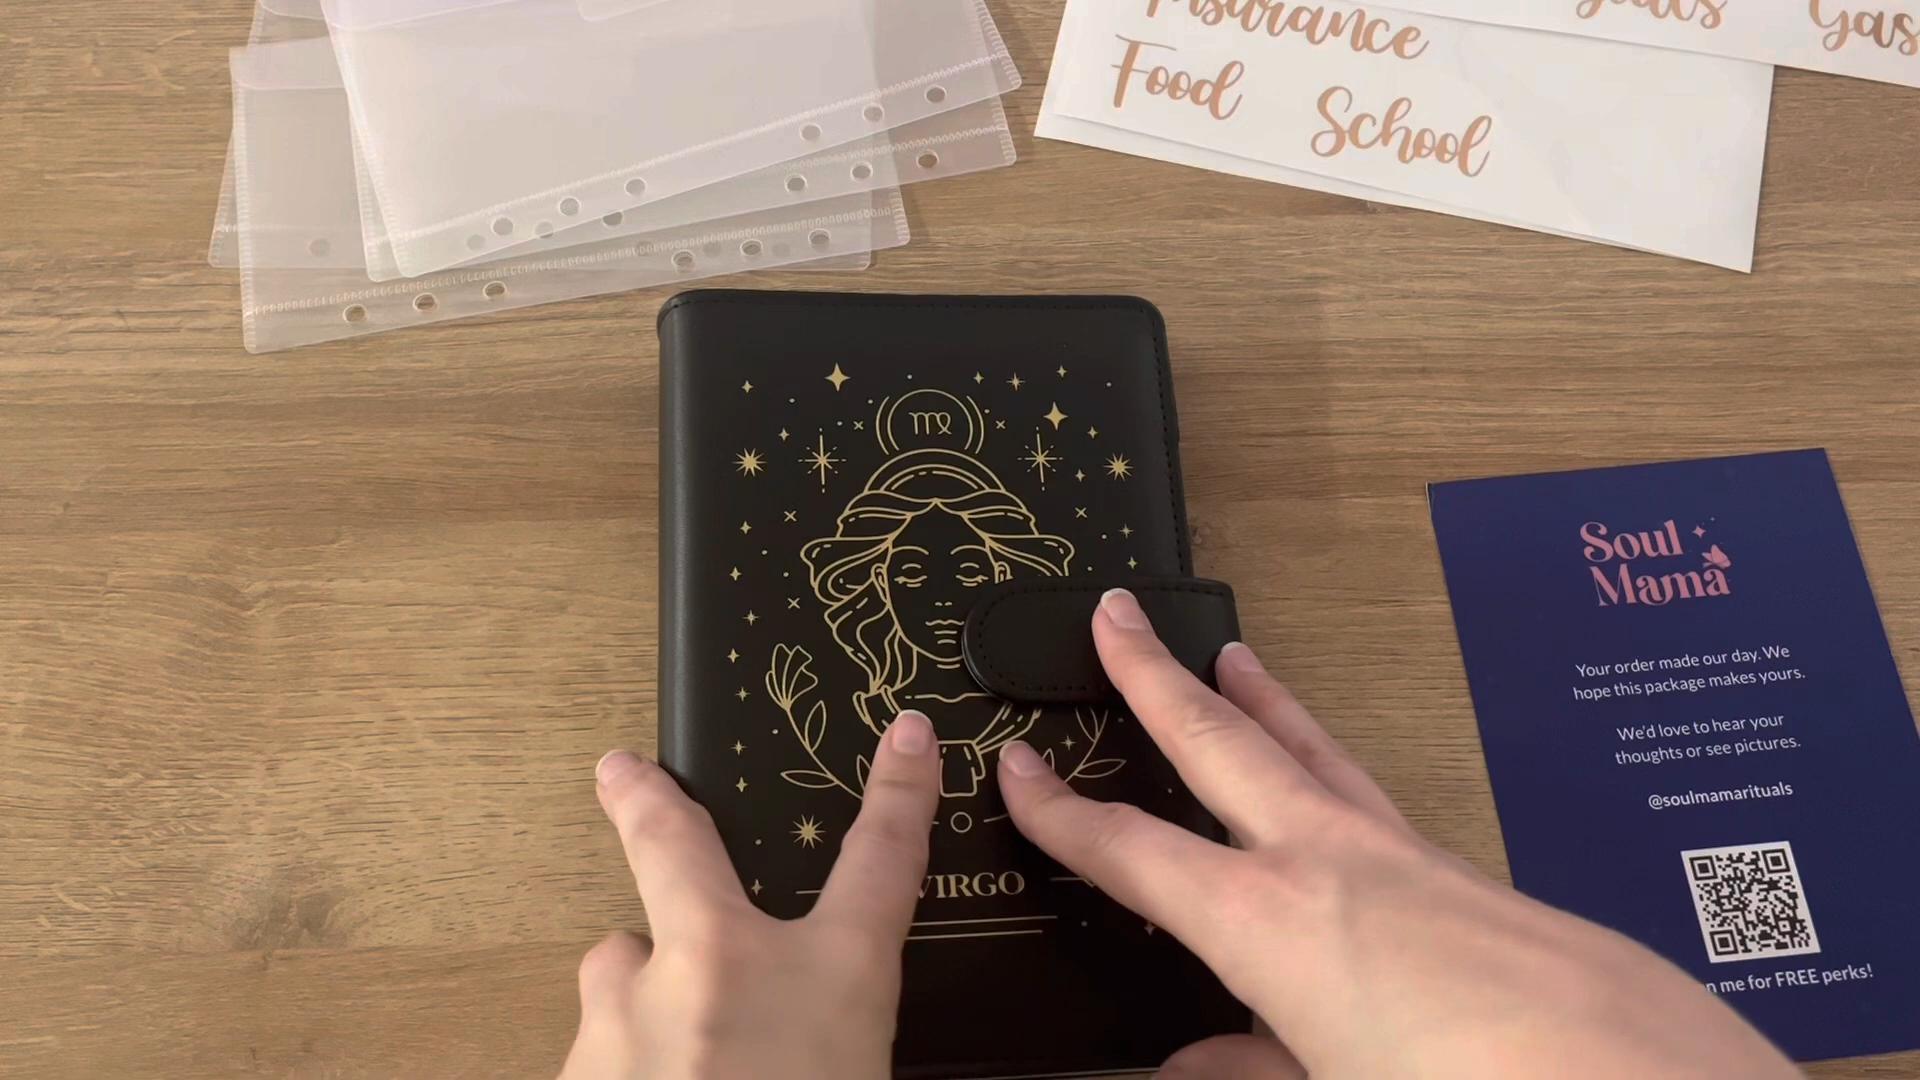 Insurance
Goals Gas
Food School
VIRGO
Soul
Mama
Your order made our day. We
hope this package makes yours.
We'd love to hear your
thoughts or see pictures.
@soulmamarituals
me for FREE perks!